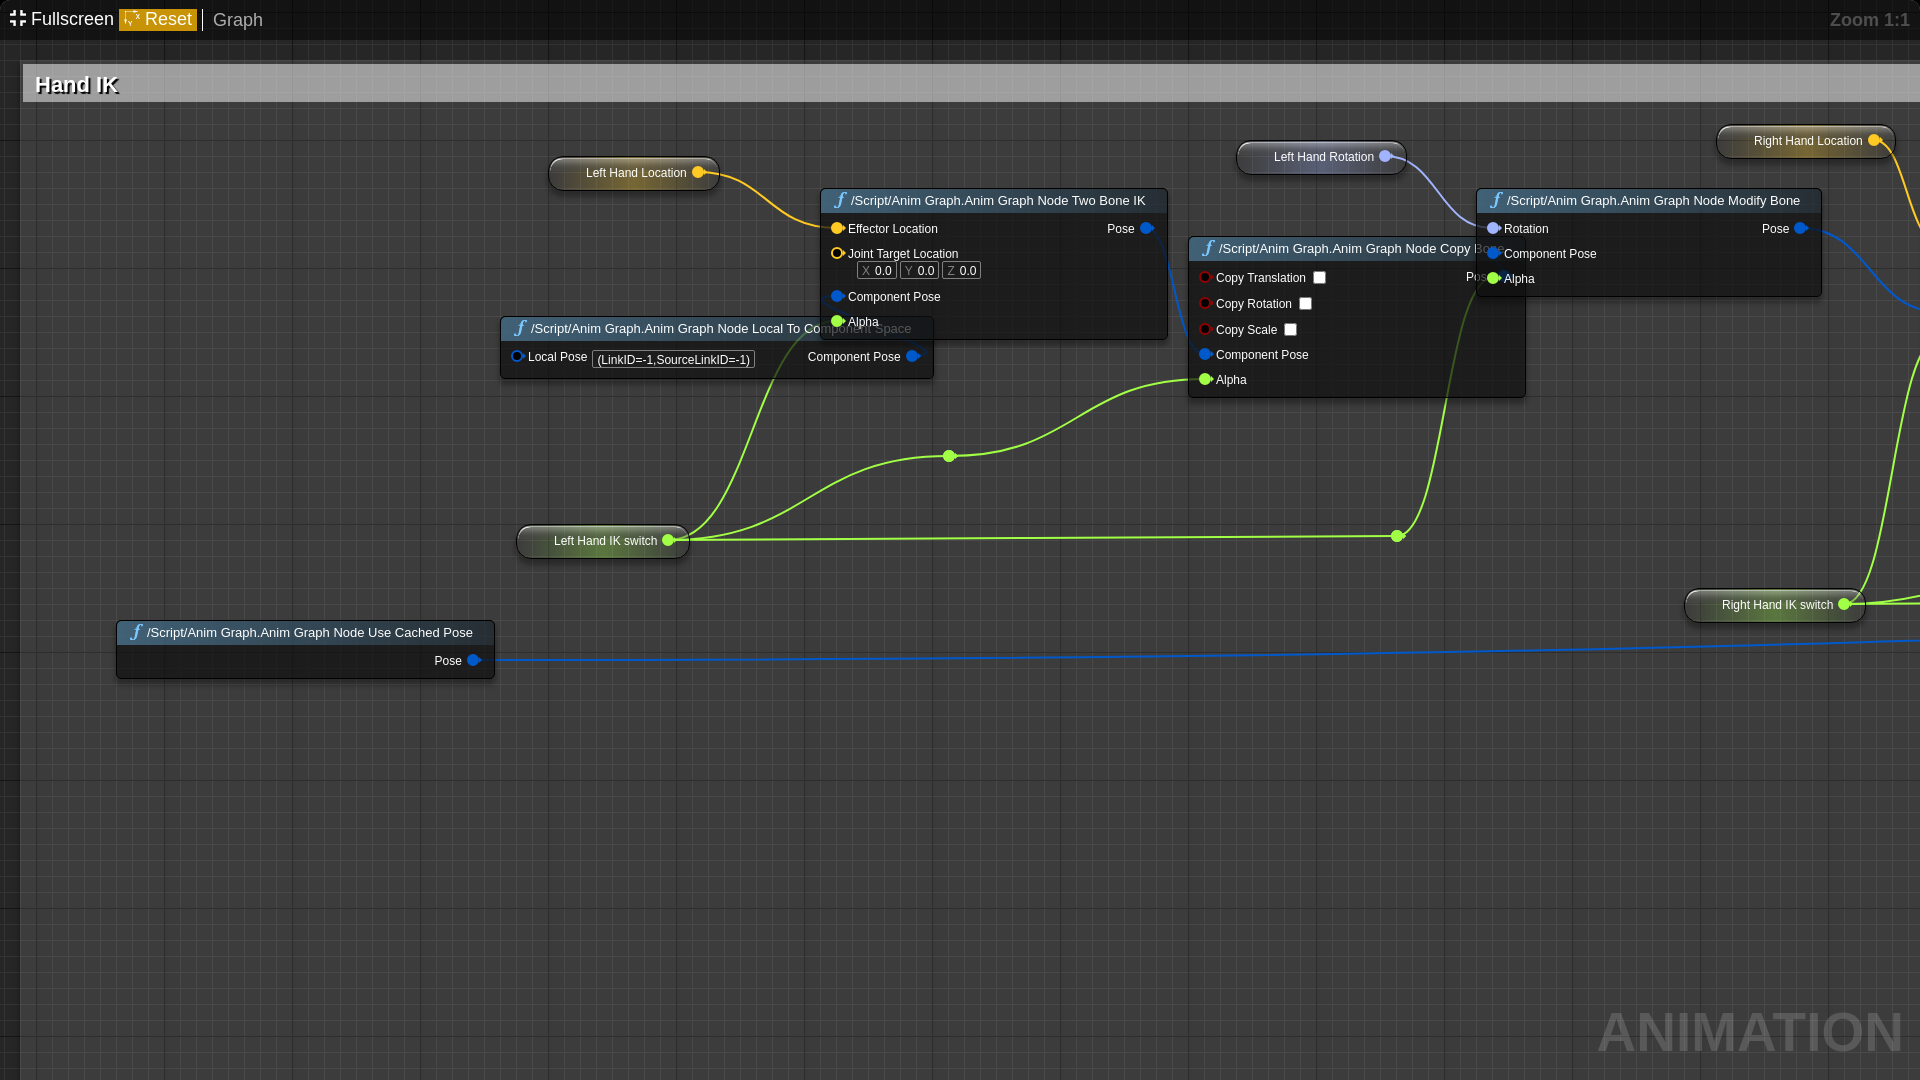 Fullscreen Reset Graph
Zoom 1:1
Hand IK
Left Hand Location
Left Hand Rotation
Right Hand Location
/Script/Anim Graph.Anim Graph Node Two Bone IK
Effector Location
Pose
Joint Target Location
X 0.0 Y 0.0 Z 0.0
Component Pose
Alpha
/Script/Anim Graph.Anim Graph Node Local To Component Space
Local Pose (LinkID=-1,SourceLinkID=-1)
Component Pose
/Script/Anim Graph.Anim Graph Node Copy Bone
Copy Translation
Pose
Copy Rotation
Copy Scale
Component Pose
Alpha
/Script/Anim Graph.Anim Graph Node Modify Bone
Rotation
Pose
Component Pose
Alpha
Left Hand IK switch
Right Hand IK switch
/Script/Anim Graph.Anim Graph Node Use Cached Pose
Pose
ANIMATION